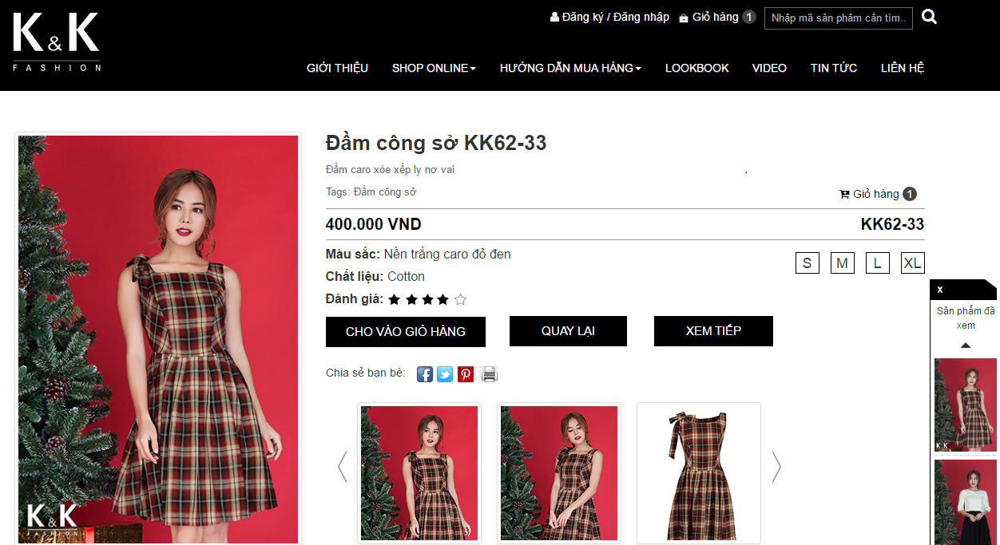 K & K
FASHION
Đăng ký / Đăng nhập Giỏ hàng 1 Nhập mã sản phẩm cần tìm..
GIỚI THIỆU SHOP ONLINE HƯỚNG DẪN MUA HÀNG LOOKBOOK VIDEO TIN TỨC LIÊN HỆ
Đầm công sở KK62-33
Đầm caro xòe xếp ly nơ vai
.
Tags: Đầm công sở
Giỏ hàng 1
400.000 VND KK62-33
Màu sắc: Nền trắng caro đỏ đen
S M L XL
Chất liệu: Cotton
Đánh giá:
CHO VÀO GIỎ HÀNG QUAY LẠI XEM TIẾP
Chia sẻ bạn bè:
x
Sản phẩm đã
xem
K K
K & K
FASHION